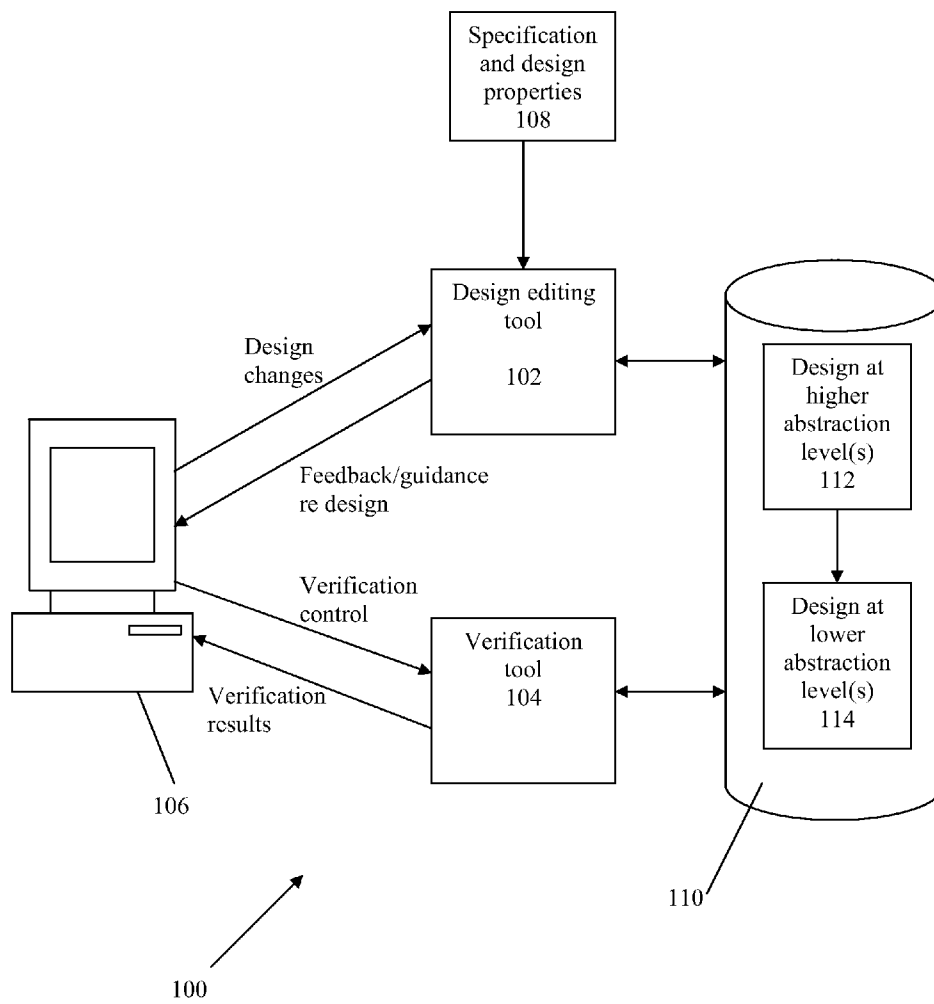 Specification
and design
properties
108
Design editing
tool
102
Design
changes
Feedback/guidance
re design
Design at
higher
abstraction
level(s)
112
Verification
control
Verification
tool
104
Design at
lower
abstraction
level(s)
114
Verification
results
106
110
100